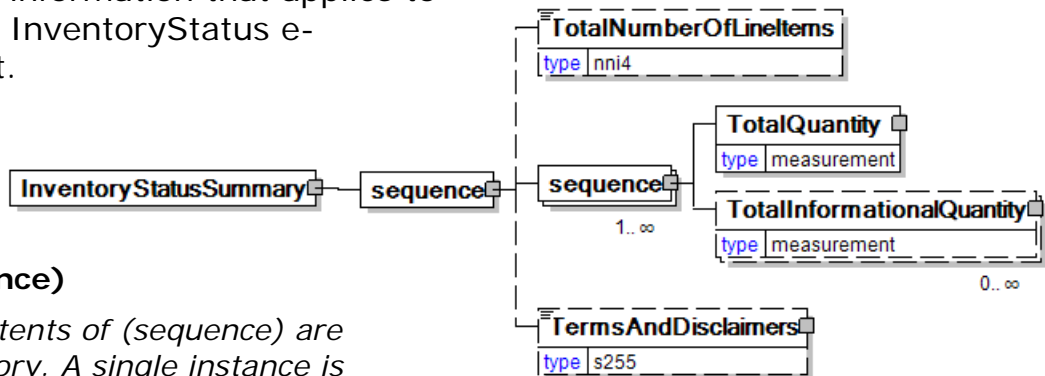 information that applies to
InventoryStatus e-
t.
InventoryStatusSummary
sequence
TotalNumberOfLineItems
type nni4
sequence
1.. ∞
TotalQuantity
type measurement
TotalInformationalQuantity
type measurement
0.. ∞
TermsAndDisclaimers
type s255
nce)
tents of (sequence) are
ory. A single instance is